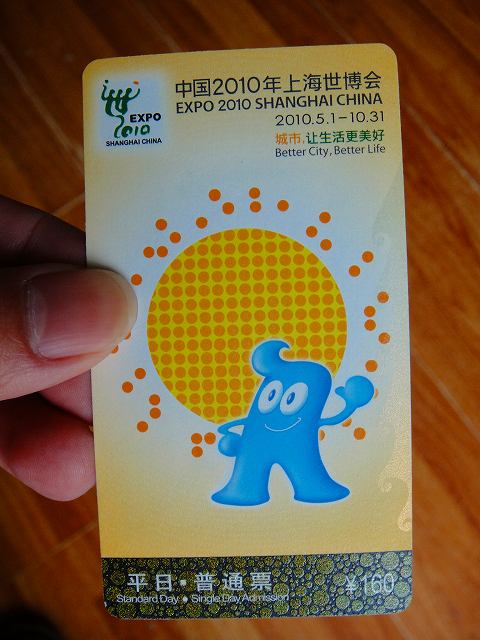 EXPO
2010
SHANGHAI CHINA
中国2010年上海世博会
EXPO 2010 SHANGHAI CHINA
2010.5.1-10.31
城市,让生活更美好
Better City, Better Life
平日·普通票
Standard Day · Single Day Admission
¥160